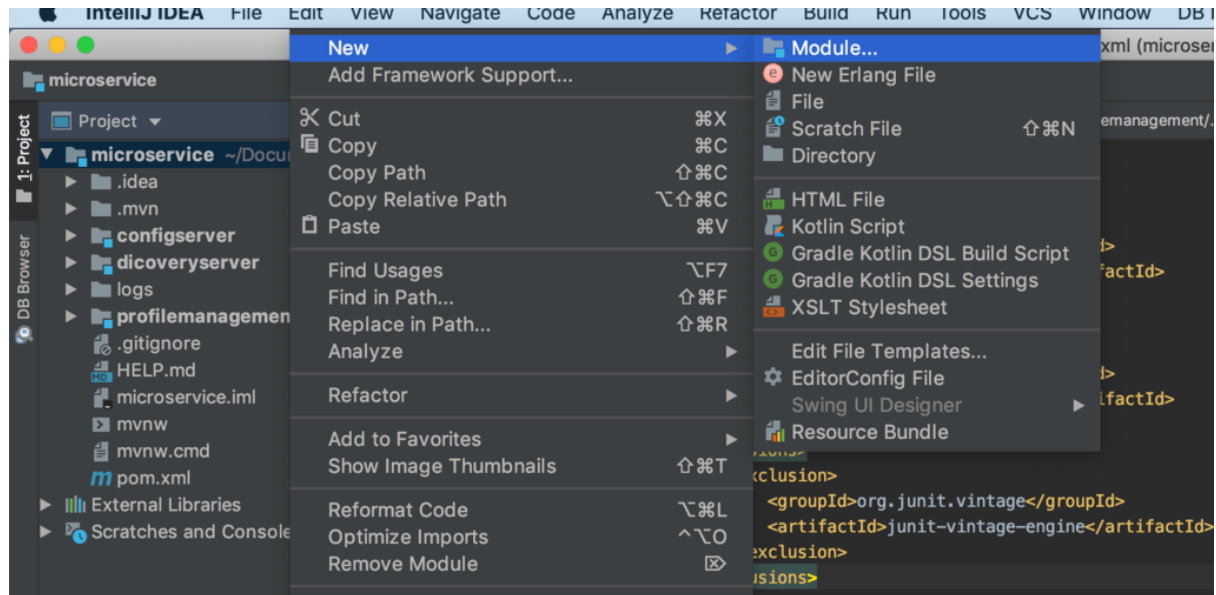 IntelliJ IDEA File Edit View Navigate Code Analyze Refactor Build Run Tools VCS Window DB
xml (microser
microservice
Project
1: Project
DB Browser
microservice ~/Docu
.idea
.mvn
configserver
dicoveryserver
logs
profilemanagemen
.gitignore
HELP.md
microservice.iml
mvnw
mvnw.cmd
pom.xml
External Libraries
Scratches and Console
New
Add Framework Support...
Cut ⌘X
Copy ⌘C
Copy Path ⇧⌘C
Copy Relative Path ⌥⇧⌘C
Paste ⌘V
Find Usages ⌥F7
Find in Path... ⇧⌘F
Replace in Path... ⇧⌘R
Analyze
Refactor
Add to Favorites
Show Image Thumbnails ⇧⌘T
Reformat Code ⌥⌘L
Optimize Imports ^⌥O
Remove Module ⌦
Module...
New Erlang File
File
Scratch File ⇧⌘N
Directory
HTML File
Kotlin Script
Gradle Kotlin DSL Build Script
Gradle Kotlin DSL Settings
XSLT Stylesheet
Edit File Templates...
EditorConfig File
Swing UI Designer
Resource Bundle
emanagement/.
d>
factId>
d>
ifactId>
sions>
xclusion>
<groupId>org.junit.vintage</groupId>
<artifactId>junit-vintage-engine</artifactId>
exclusion>
usions>